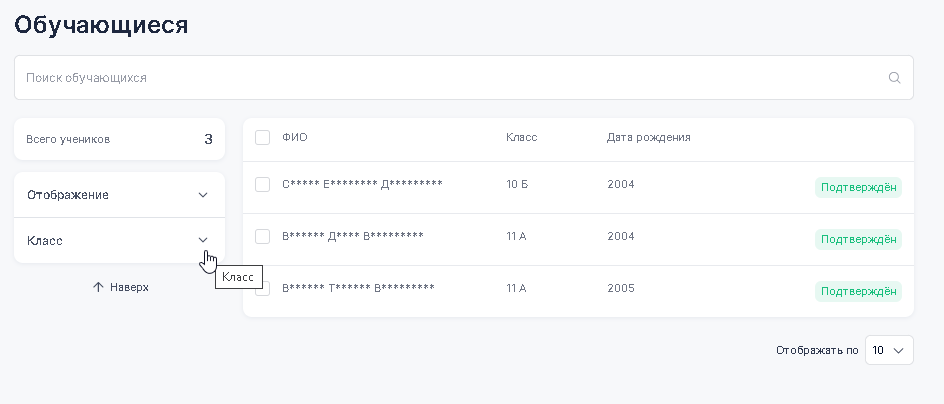 Обучающиеся
Поиск обучающихся
Всего учеников 3
Отображение
Класс
Класс
Наверх
ФИО Класс Дата рождения
С***** Е******** Д********* 10 Б 2004 Подтверждён
В****** Д**** В********* 11 А 2004 Подтверждён
В****** Т****** В********* 11 А 2005 Подтверждён
Отображать по 10